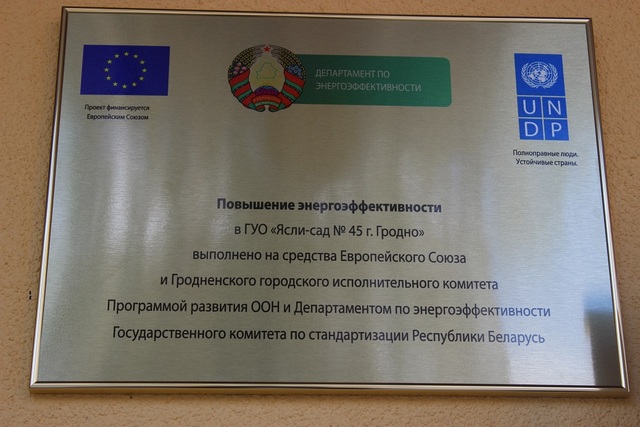 Проект финансируется
Европейским Союзом
ДЕПАРТАМЕНТ ПО
ЭНЕРГОЭФФЕКТИВНОСТИ
UN
DP
Полноправные люди.
Устойчивые страны.
Повышение энергоэффективности
в ГУО «Ясли-сад № 45 г. Гродно»
выполнено на средства Европейского Союза
и Гродненского городского исполнительного комитета
Программой развития ООН и Департаментом по энергоэффективности
Государственного комитета по стандартизации Республики Беларусь